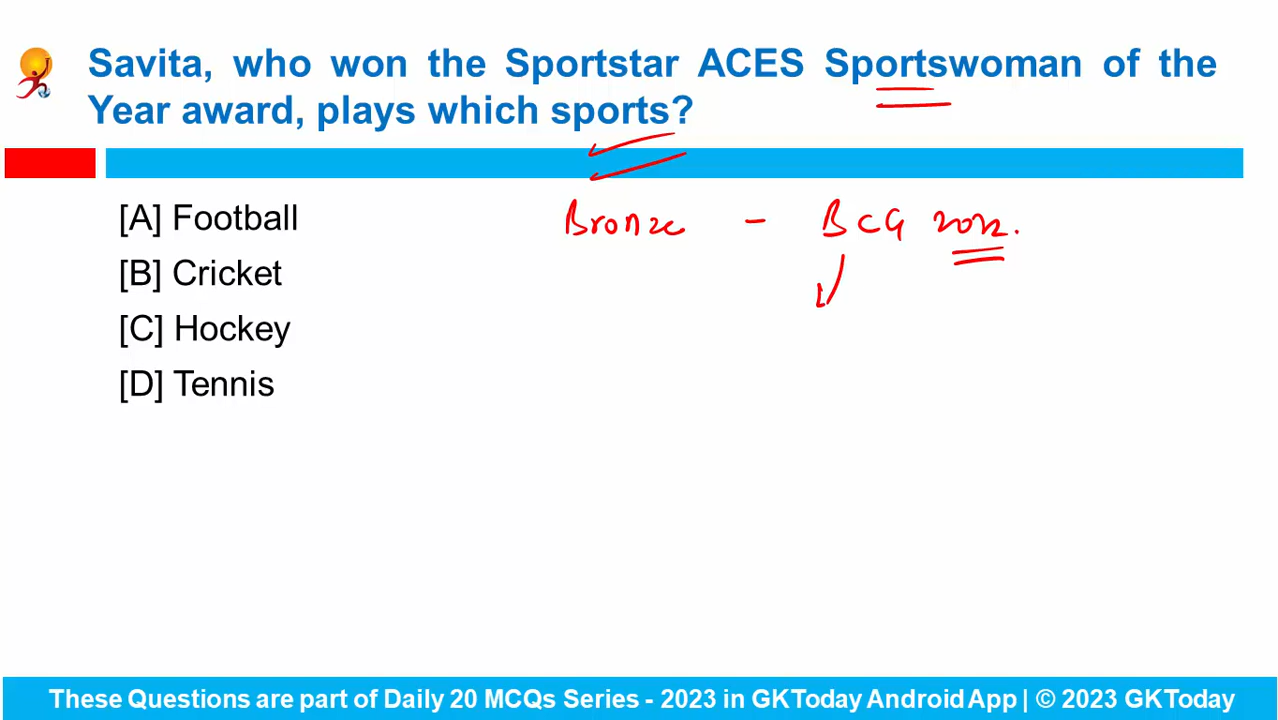 Savita, who won the Sportstar ACES Sportswoman of the
Year award, plays which sports?
[A] Football
Bronze - BCG 2022.
[B] Cricket
[C] Hockey
[D] Tennis
These Questions are part of Daily 20 MCQs Series - 2023 in GKToday Android App | © 2023 GKToday